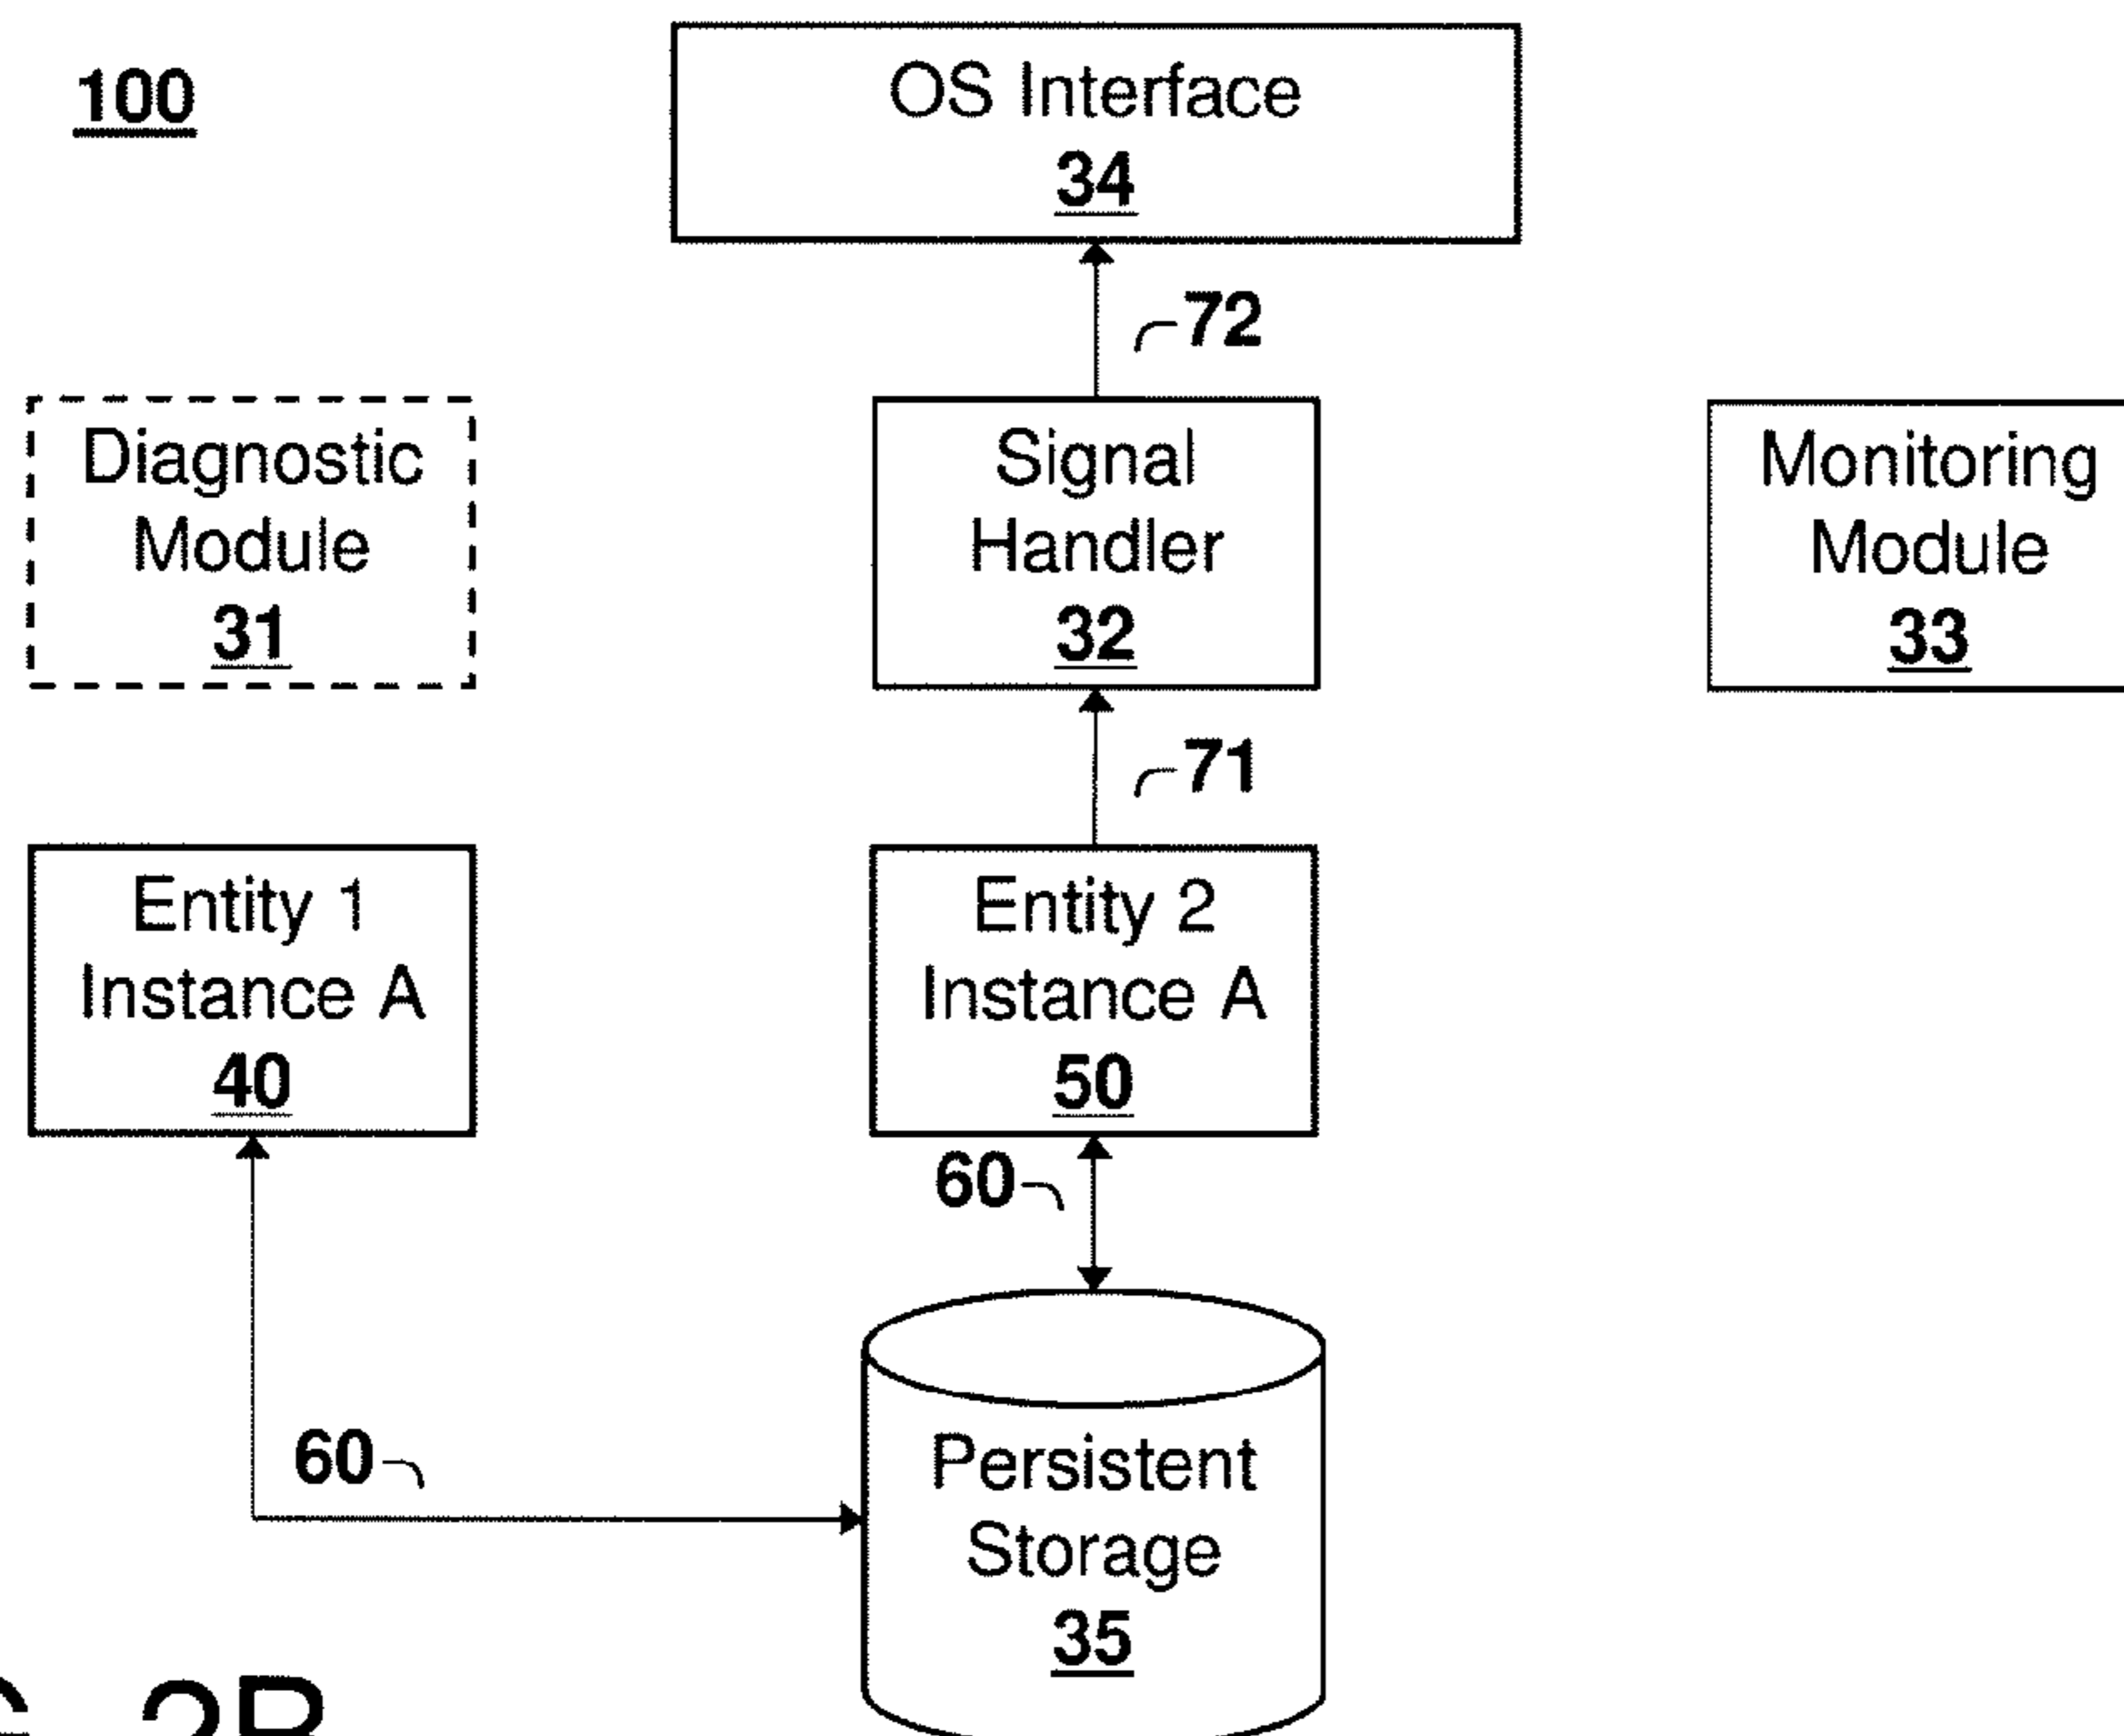 100
OS Interface
34
72
Diagnostic
Module
31
Signal
Handler
32
Monitoring
Module
33
71
Entity 1
Instance A
40
Entity 2
Instance A
50
60
60
Persistent
Storage
35
2B